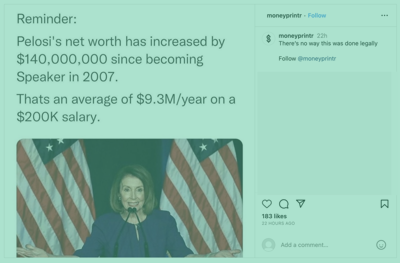 Reminder:
Pelosi's net worth has increased by
$140,000,000 since becoming
Speaker in 2007.
Thats an average of $9.3M/year on a
$200K salary.
moneyprintr • Follow
moneyprintr 22h
There's no way this was done legally
Follow @moneyprintr
183 likes
22 HOURS AGO
Add a comment...